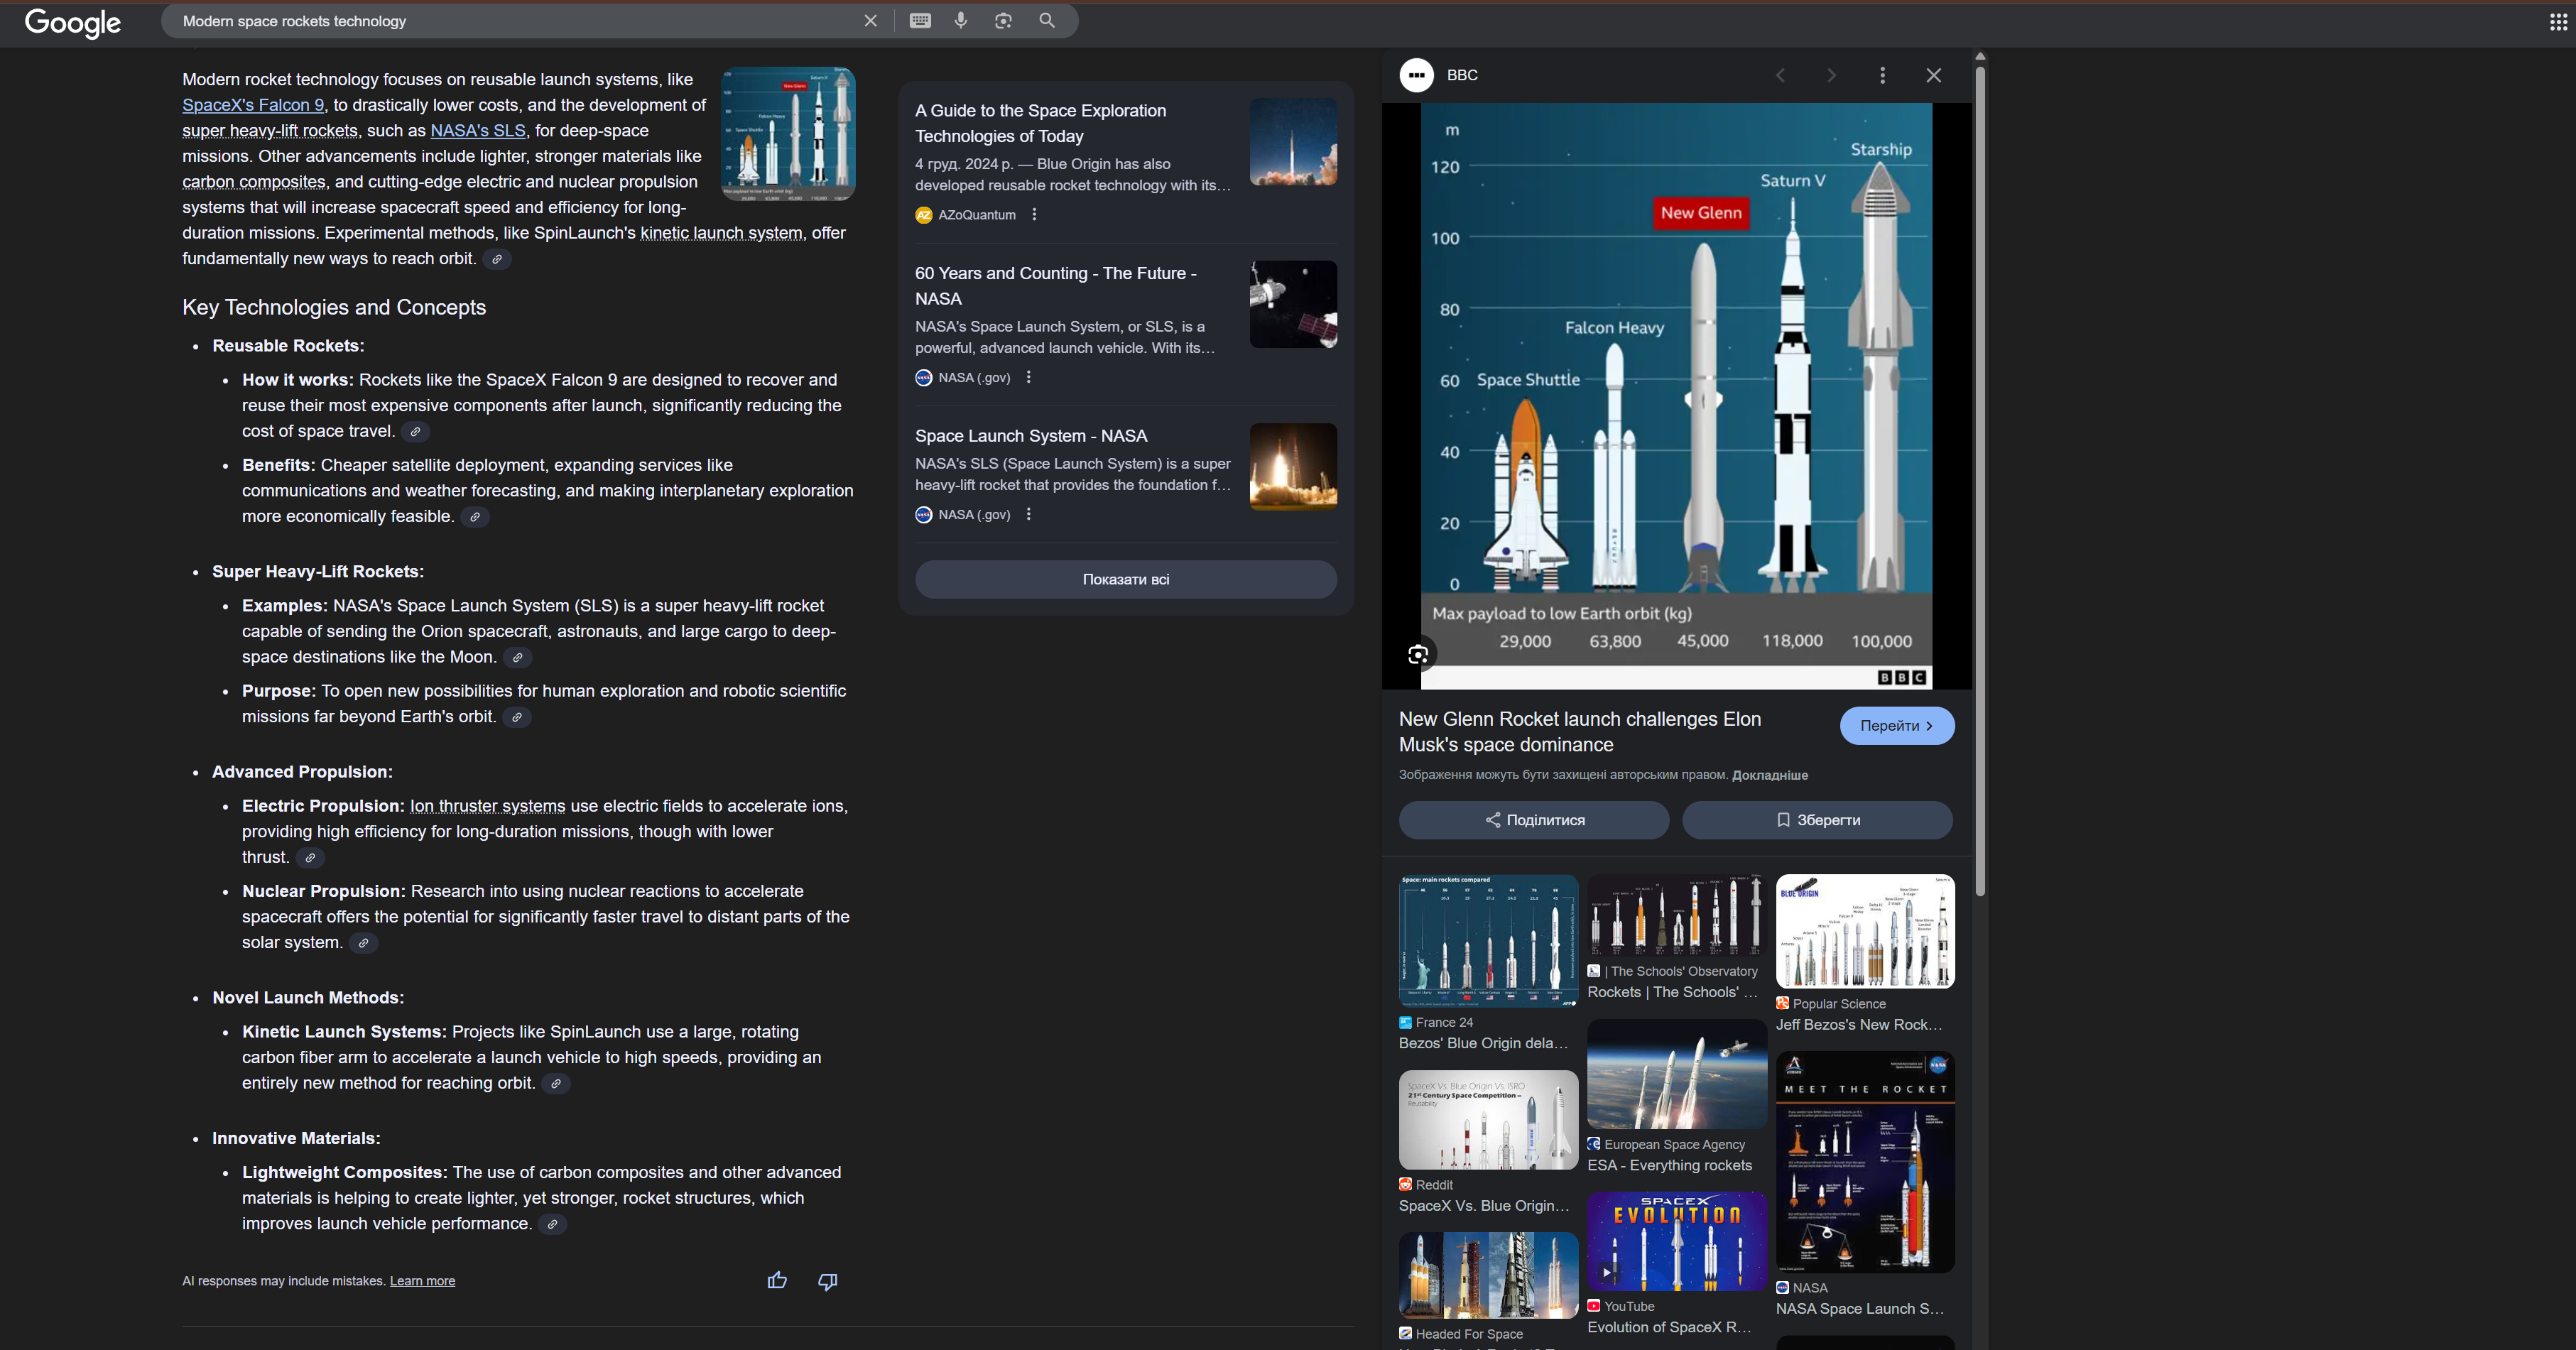 Google
Modern space rockets technology
Modern rocket technology focuses on reusable launch systems, like
SpaceX's Falcon 9, to drastically lower costs, and the development of
super heavy-lift rockets, such as NASA's SLS, for deep-space
missions. Other advancements include lighter, stronger materials like
carbon composites, and cutting-edge electric and nuclear propulsion
systems that will increase spacecraft speed and efficiency for long-
duration missions. Experimental methods, like SpinLaunch's kinetic launch system, offer
fundamentally new ways to reach orbit.
Key Technologies and Concepts
• Reusable Rockets:
• How it works: Rockets like the SpaceX Falcon 9 are designed to recover and
reuse their most expensive components after launch, significantly reducing the
cost of space travel.
• Benefits: Cheaper satellite deployment, expanding services like
communications and weather forecasting, and making interplanetary exploration
more economically feasible.
• Super Heavy-Lift Rockets:
• Examples: NASA's Space Launch System (SLS) is a super heavy-lift rocket
capable of sending the Orion spacecraft, astronauts, and large cargo to deep-
space destinations like the Moon.
• Purpose: To open new possibilities for human exploration and robotic scientific
missions far beyond Earth's orbit.
• Advanced Propulsion:
• Electric Propulsion: Ion thruster systems use electric fields to accelerate ions,
providing high efficiency for long-duration missions, though with lower
thrust.
• Nuclear Propulsion: Research into using nuclear reactions to accelerate
spacecraft offers the potential for significantly faster travel to distant parts of the
solar system.
• Novel Launch Methods:
• Kinetic Launch Systems: Projects like SpinLaunch use a large, rotating
carbon fiber arm to accelerate a launch vehicle to high speeds, providing an
entirely new method for reaching orbit.
• Innovative Materials:
• Lightweight Composites: The use of carbon composites and other advanced
materials is helping to create lighter, yet stronger, rocket structures, which
improves launch vehicle performance.
AI responses may include mistakes. Learn more
A Guide to the Space Exploration
Technologies of Today
4 груд. 2024 р. — Blue Origin has also
developed reusable rocket technology with its...
AZ AZoQuantum
60 Years and Counting - The Future -
NASA
NASA's Space Launch System, or SLS, is a
powerful, advanced launch vehicle. With its...
NASA (.gov)
Space Launch System - NASA
NASA's SLS (Space Launch System) is a super
heavy-lift rocket that provides the foundation f...
NASA (.gov)
Показати всі
BBC
m
120
100
80
60
40
20
0
Space Shuttle
Falcon Heavy
New Glenn
Saturn V
Starship
Max payload to low Earth orbit (kg)
29,000 63,800 45,000 118,000 100,000
BBC
New Glenn Rocket launch challenges Elon
Musk's space dominance
Перейти
Зображення можуть бути захищені авторським правом. Докладніше
Поділитися
Зберегти
Space: main rockets compared
France 24
Bezos' Blue Origin dela...
SpaceX Vs. Blue Origin Vs. ISRO
21st Century Space Competition –
Reusability
Reddit
SpaceX Vs. Blue Origin...
Headed For Space
| The Schools' Observatory
Rockets | The Schools' ...
European Space Agency
ESA - Everything rockets
SPACEX
EVOLUTION
YouTube
Evolution of SpaceX R...
BLUE ORIGIN
Popular Science
Jeff Bezos's New Rock...
MEET THE ROCKET
NASA
NASA Space Launch S...